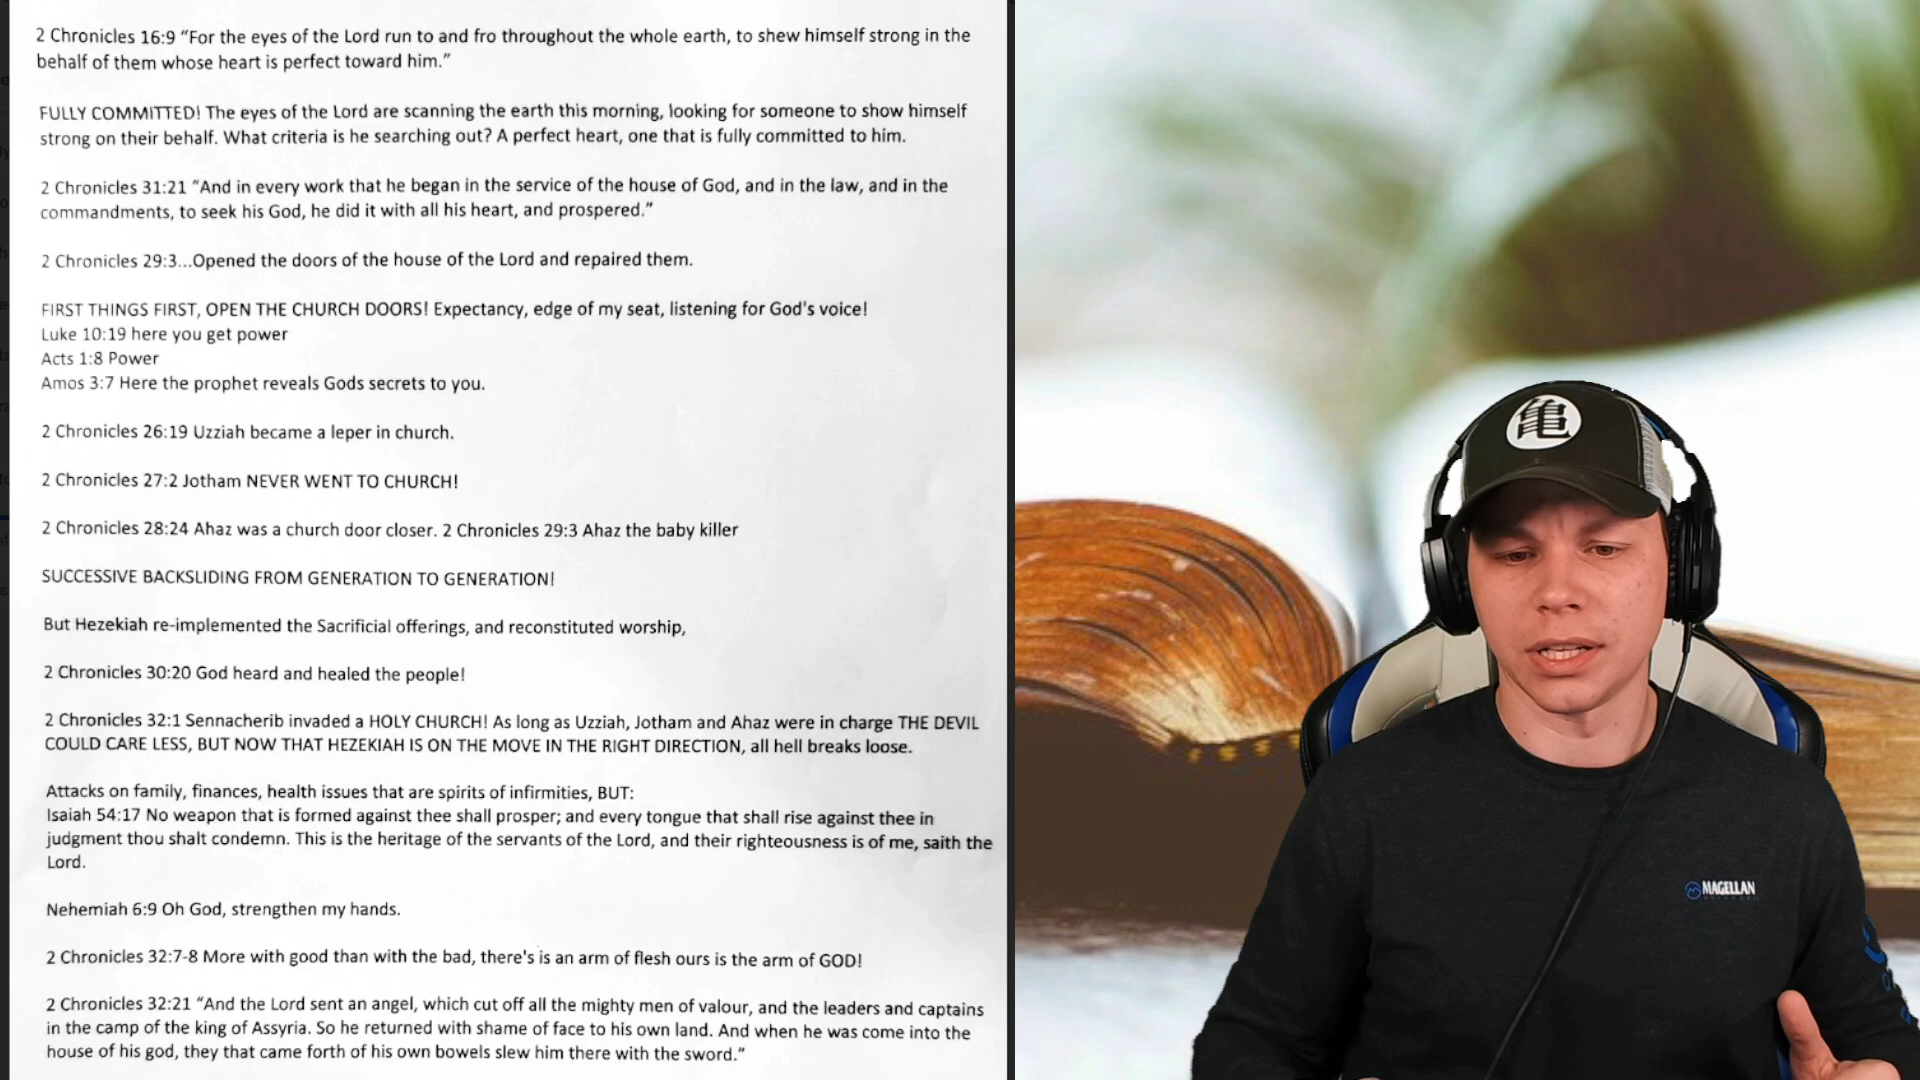 2 Chronicles 16:9 “For the eyes of the Lord run to and fro throughout the whole earth, to shew himself strong in the
behalf of them whose heart is perfect toward him.”
FULLY COMMITTED! The eyes of the Lord are scanning the earth this morning, looking for someone to show himself
strong on their behalf. What criteria is he searching out? A perfect heart, one that is fully committed to him.
2 Chronicles 31:21 “And in every work that he began in the service of the house of God, and in the law, and in the
commandments, to seek his God, he did it with all his heart, and prospered.”
2 Chronicles 29:3...Opened the doors of the house of the Lord and repaired them.
FIRST THINGS FIRST, OPEN THE CHURCH DOORS! Expectancy, edge of my seat, listening for God's voice!
Luke 10:19 here you get power
Acts 1:8 Power
Amos 3:7 Here the prophet reveals Gods secrets to you.
2 Chronicles 26:19 Uzziah became a leper in church.
2 Chronicles 27:2 Jotham NEVER WENT TO CHURCH!
2 Chronicles 28:24 Ahaz was a church door closer. 2 Chronicles 29:3 Ahaz the baby killer
SUCCESSIVE BACKSLIDING FROM GENERATION TO GENERATION!
But Hezekiah re-implemented the Sacrificial offerings, and reconstituted worship,
2 Chronicles 30:20 God heard and healed the people!
2 Chronicles 32:1 Sennacherib invaded a HOLY CHURCH! As long as Uzziah, Jotham and Ahaz were in charge THE DEVIL
COULD CARE LESS, BUT NOW THAT HEZEKIAH IS ON THE MOVE IN THE RIGHT DIRECTION, all hell breaks loose.
Attacks on family, finances, health issues that are spirits of infirmities, BUT:
Isaiah 54:17 No weapon that is formed against thee shall prosper; and every tongue that shall rise against thee in
judgment thou shalt condemn. This is the heritage of the servants of the Lord, and their righteousness is of me, saith the
Lord.
Nehemiah 6:9 Oh God, strengthen my hands.
2 Chronicles 32:7-8 More with good than with the bad, there's is an arm of flesh ours is the arm of GOD!
2 Chronicles 32:21 “And the Lord sent an angel, which cut off all the mighty men of valour, and the leaders and captains
in the camp of the king of Assyria. So he returned with shame of face to his own land. And when he was come into the
house of his god, they that came forth of his own bowels slew him there with the sword.”
亀
MAGELLAN